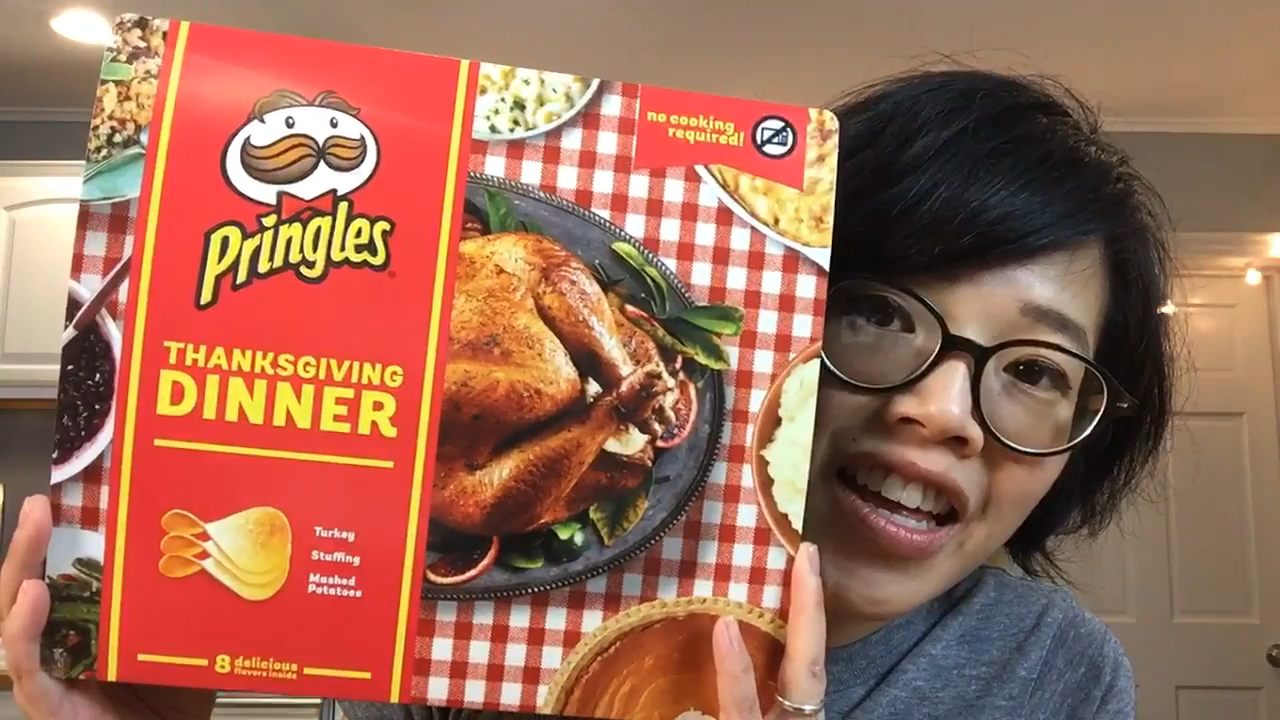 Pringles
THANKSGIVING
DINNER
Turkey
Stuffing
Mashed
Potatoes
8 delicious
flavors inside
no cooking
required!